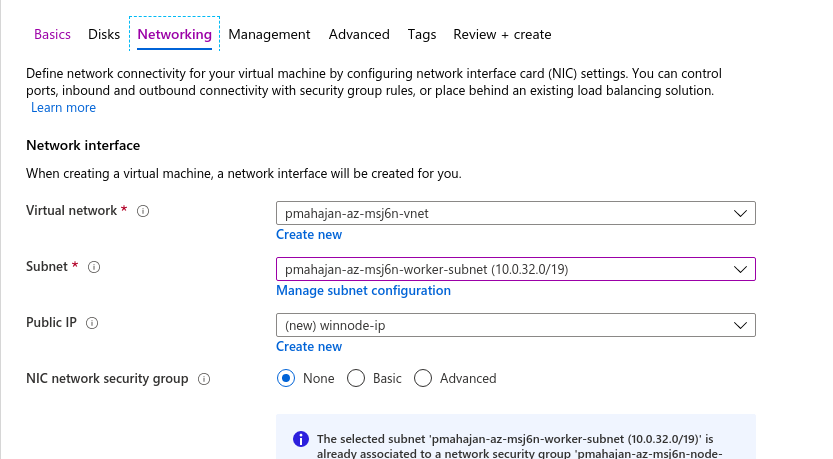 Basics Disks Networking Management Advanced Tags Review + create
Define network connectivity for your virtual machine by configuring network interface card (NIC) settings. You can control
ports, inbound and outbound connectivity with security group rules, or place behind an existing load balancing solution.
Learn more
Network interface
When creating a virtual machine, a network interface will be created for you.
Virtual network * pmahajan-az-msj6n-vnet
Create new
Subnet * pmahajan-az-msj6n-worker-subnet (10.0.32.0/19)
Manage subnet configuration
Public IP (new) winnode-ip
Create new
NIC network security group None Basic Advanced
The selected subnet 'pmahajan-az-msj6n-worker-subnet (10.0.32.0/19)' is
already associated to a network security group 'pmahajan-az-msj6n-node-